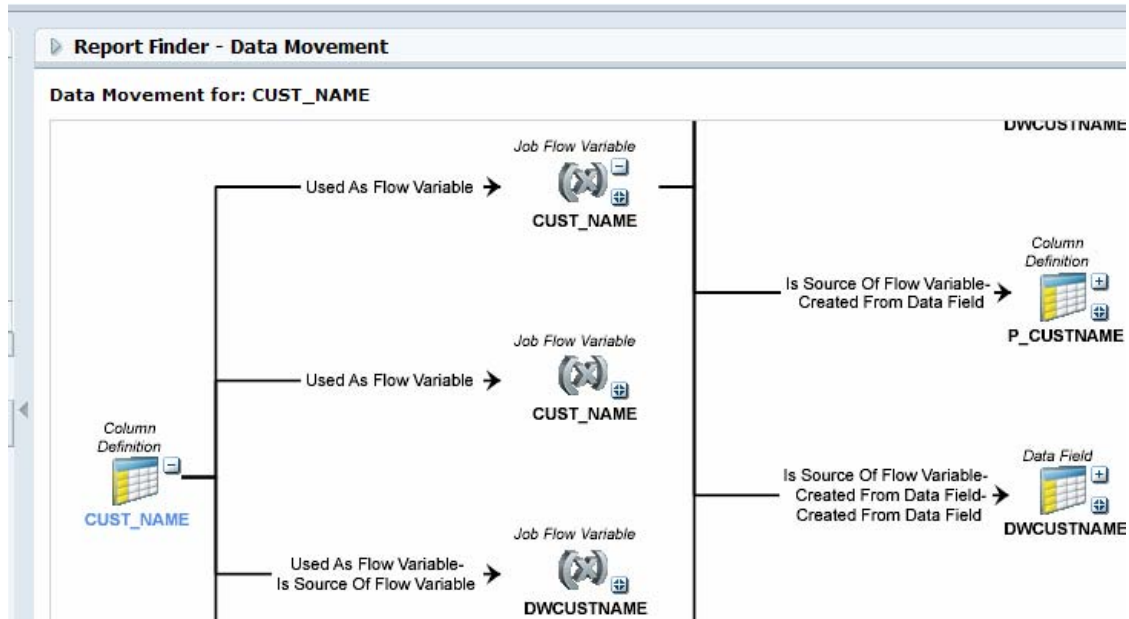 Report Finder - Data Movement
Data Movement for: CUST_NAME
DWCUSTNAME
Job Flow Variable
Used As Flow Variable
CUST_NAME
Column
Definition
Is Source Of Flow Variable-
Created From Data Field
P_CUSTNAME
Job Flow Variable
Used As Flow Variable
CUST_NAME
Column
Definition
CUST_NAME
Data Field
Is Source Of Flow Variable-
Created From Data Field-
Created From Data Field
DWCUSTNAME
Job Flow Variable
Used As Flow Variable-
Is Source Of Flow Variable
DWCUSTNAME